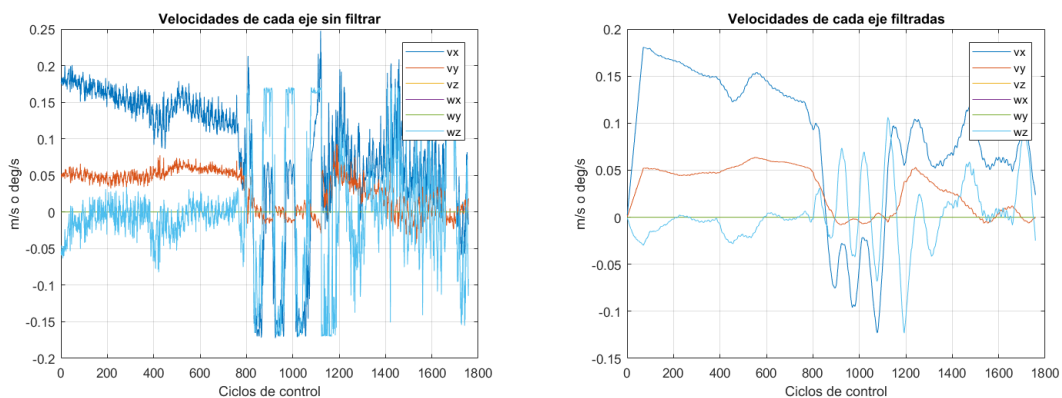 Velocidades de cada eje sin filtrar
0.25
0.2
0.15
0.1
0.05
0
-0.05
-0.1
-0.15
-0.2
m/s o deg/s
0 200 400 600 800 1000 1200 1400 1600 1800
Ciclos de control
vx
vy
vz
wx
wy
wz
Velocidades de cada eje filtradas
0.2
0.15
0.1
0.05
0
-0.05
-0.1
-0.15
m/s o deg/s
0 200 400 600 800 1000 1200 1400 1600 1800
Ciclos de control
vx
vy
vz
wx
wy
wz